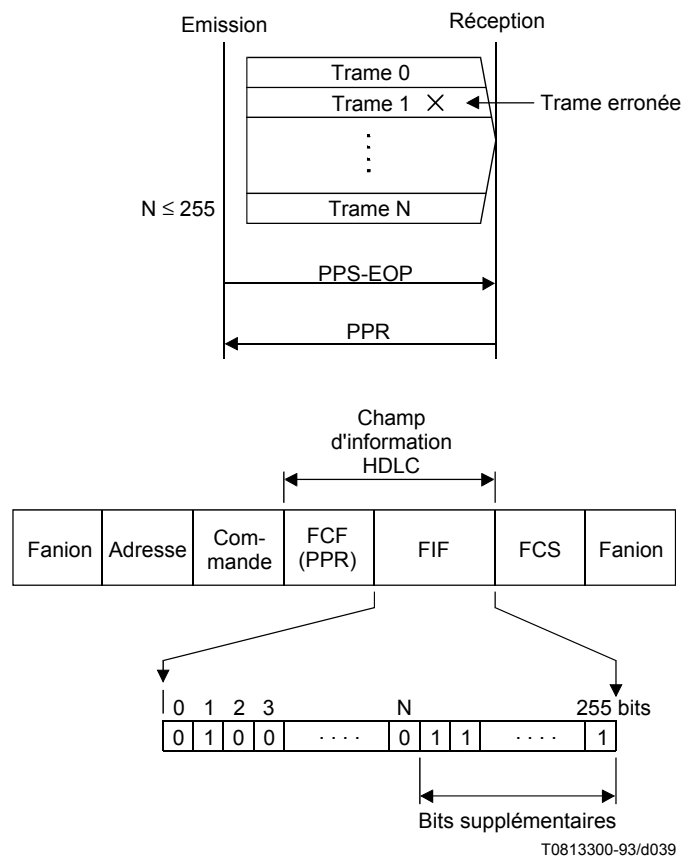 Emission
Réception
Trame 0
Trame 1 ×
Trame erronée
N ≤ 255
Trame N
PPS-EOP
PPR
Champ
d'information
HDLC
Fanion
Adresse
Com-
mande
FCF
(PPR)
FIF
FCS
Fanion
0 1 2 3 N 255 bits
0 1 0 0 · · · · 0 1 1 · · · · 1
Bits supplémentaires
T0813300-93/d039